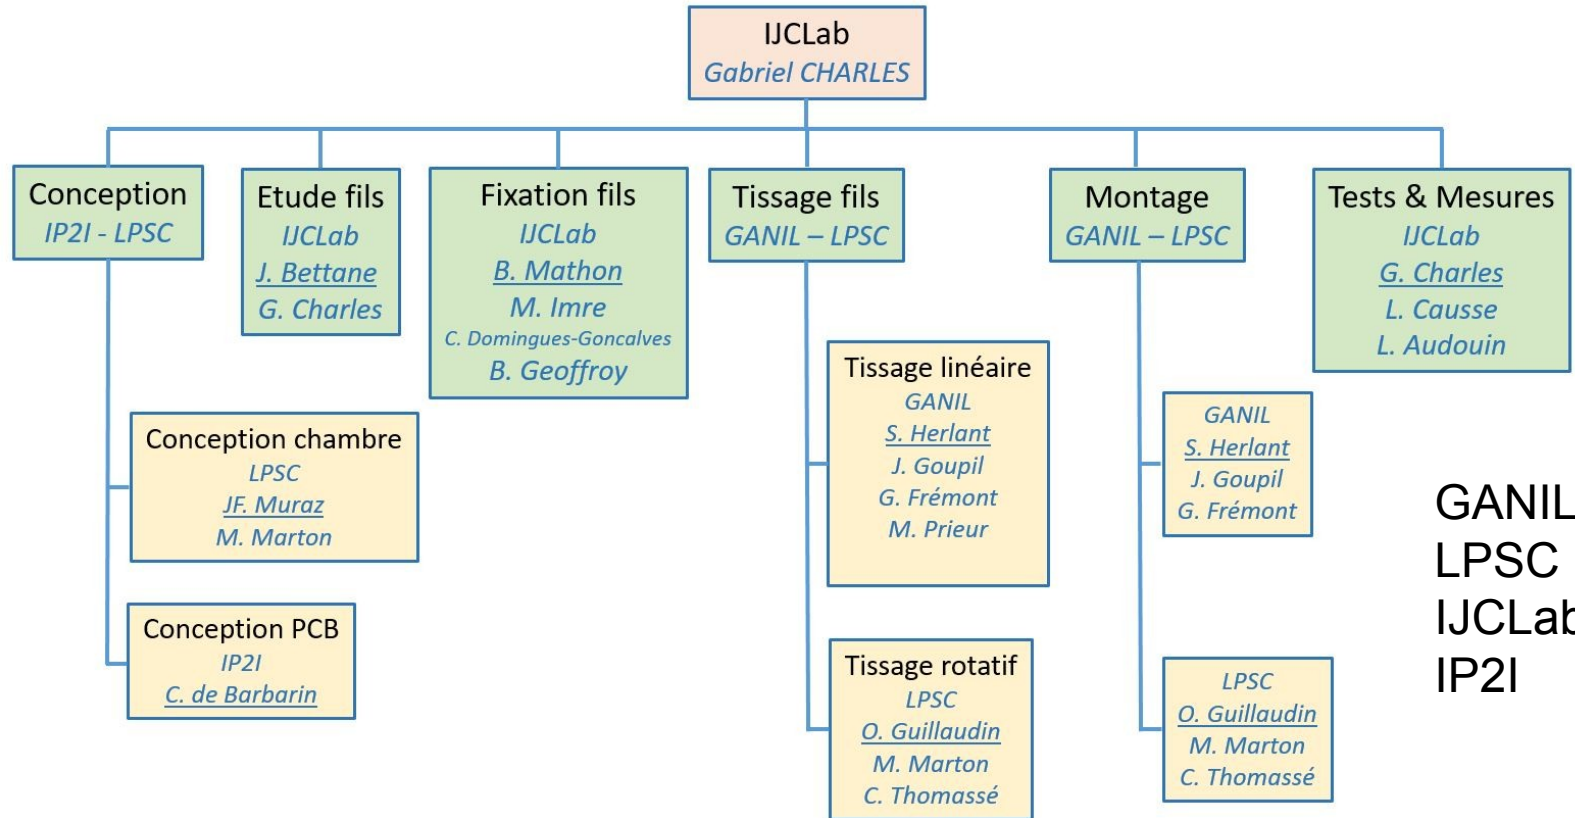 IJCLab
Gabriel CHARLES
Conception
IP2I - LPSC
Etude fils
IJCLab
J. Bettane
G. Charles
Fixation fils
IJCLab
B. Mathon
M. Imre
C. Domingues-Goncalves
B. Geoffroy
Tissage fils
GANIL – LPSC
Montage
GANIL – LPSC
Tests & Mesures
IJCLab
G. Charles
L. Causse
L. Audouin
Conception chambre
LPSC
JF. Muraz
M. Marton
Conception PCB
IP2I
C. de Barbarin
Tissage linéaire
GANIL
S. Herlant
J. Goupil
G. Frémont
M. Prieur
Tissage rotatif
LPSC
O. Guillaudin
M. Marton
C. Thomassé
GANIL
S. Herlant
J. Goupil
G. Frémont
LPSC
O. Guillaudin
M. Marton
C. Thomassé
GANIL
LPSC
IJCLab
IP2I